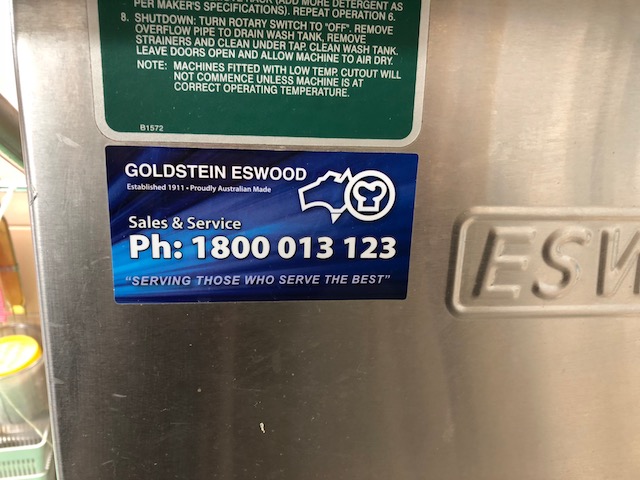 (ADD MORE DETERGENT AS
PER MAKER'S SPECIFICATIONS). REPEAT OPERATION 6.
8. SHUTDOWN: TURN ROTARY SWITCH TO "OFF". REMOVE
OVERFLOW PIPE TO DRAIN WASH TANK, REMOVE
STRAINERS AND CLEAN UNDER TAP. CLEAN WASH TANK.
LEAVE DOORS OPEN AND ALLOW MACHINE TO AIR DRY.
NOTE: MACHINES FITTED WITH LOW TEMP. CUTOUT WILL
NOT COMMENCE UNLESS MACHINE IS AT
CORRECT OPERATING TEMPERATURE.
B1572
GOLDSTEIN ESWOOD
Established 1911 • Proudly Australian Made
Sales & Service
Ph: 1800 013 123
"SERVING THOSE WHO SERVE THE BEST"
ESW